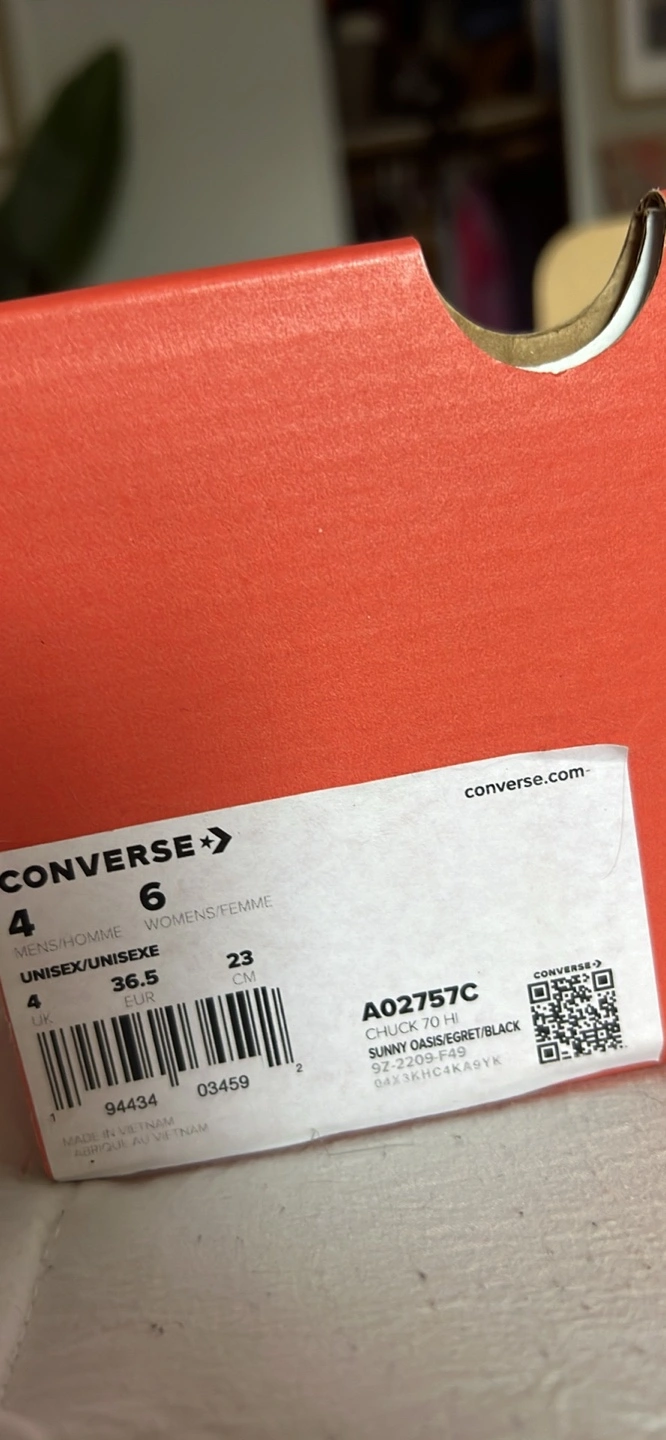 converse.com
CONVERSE
4 6
MENS/HOMME WOMENS/FEMME
UNISEX/UNISEXE
4 36.5 23
UK EUR CM
1 94434 03459 2
MADE IN VIETNAM
FABRIQUE AU VIETNAM
A02757C
CHUCK 70 HI
SUNNY OASIS/EGRET/BLACK
9Z-2209-F49
04X3KHC4KA9YK
CONVERSE